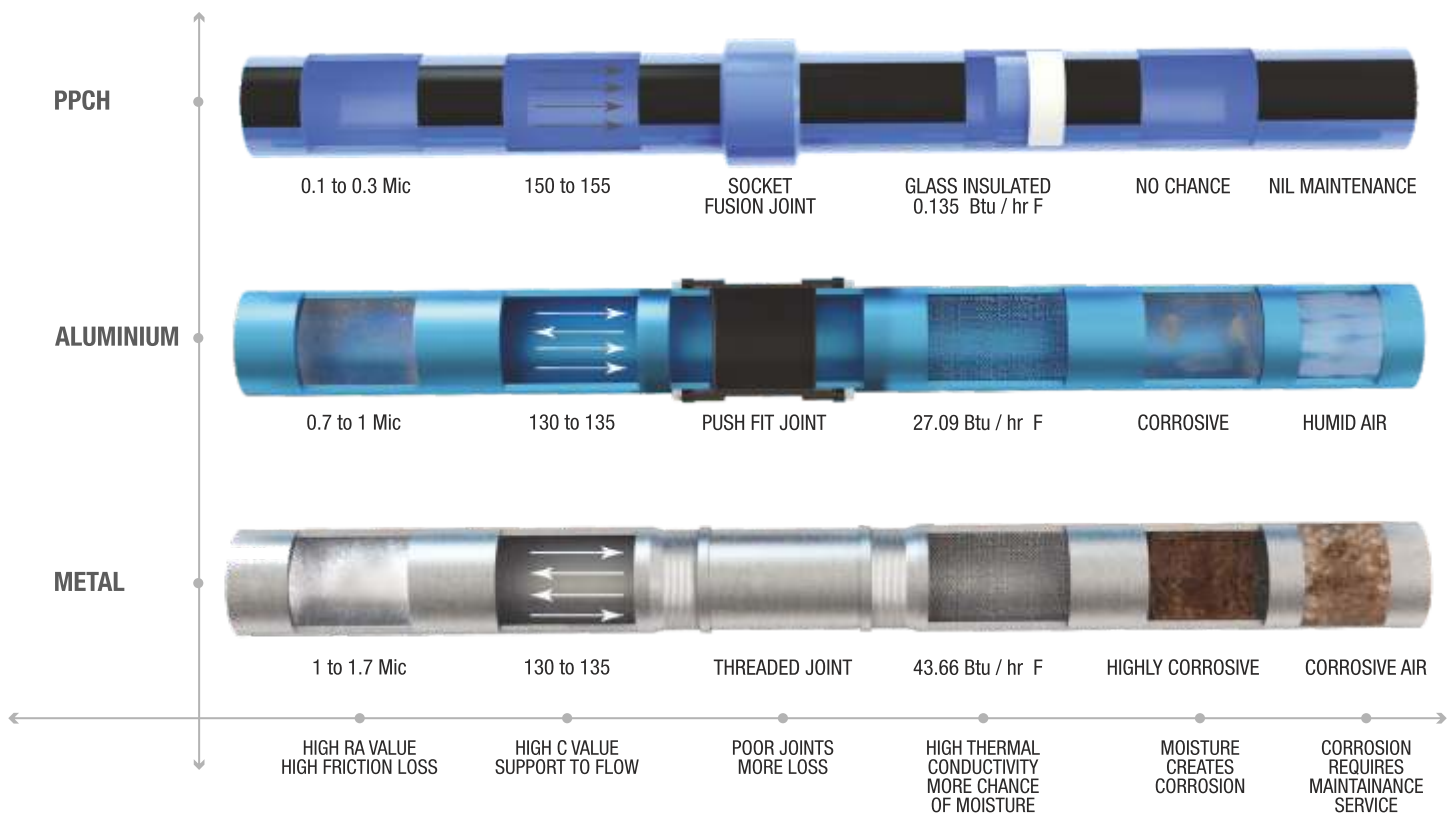 PPCH
0.1 to 0.3 Mic
150 to 155
SOCKET
FUSION JOINT
GLASS INSULATED
0.135 Btu / hr F
NO CHANCE
NIL MAINTENANCE
ALUMINIUM
0.7 to 1 Mic
130 to 135
PUSH FIT JOINT
27.09 Btu / hr F
CORROSIVE
HUMID AIR
METAL
1 to 1.7 Mic
130 to 135
THREADED JOINT
43.66 Btu / hr F
HIGHLY CORROSIVE
CORROSIVE AIR
HIGH RA VALUE
HIGH FRICTION LOSS
HIGH C VALUE
SUPPORT TO FLOW
POOR JOINTS
MORE LOSS
HIGH THERMAL
CONDUCTIVITY
MORE CHANCE
OF MOISTURE
MOISTURE
CREATES
CORROSION
CORROSION
REQUIRES
MAINTAINANCE
SERVICE